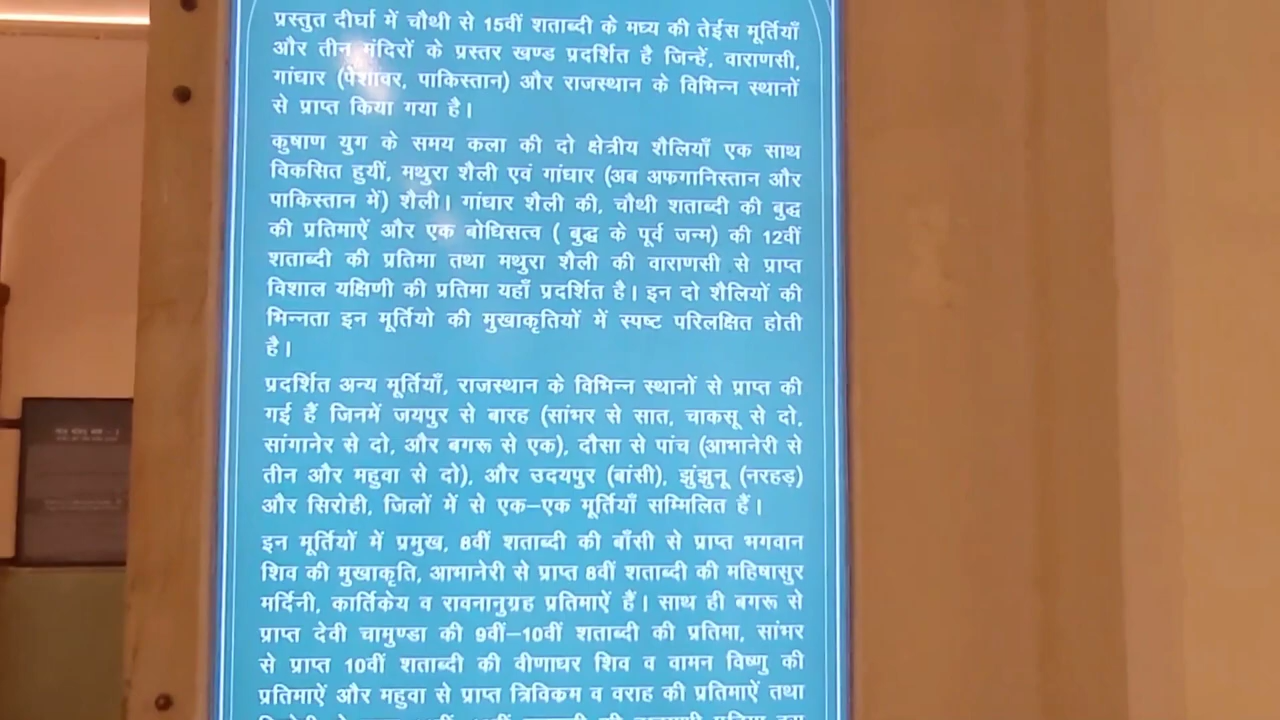 प्रस्तुत दीर्घा में चौथी से 15वीं शताब्दी के मघ्य की तेईस मूर्तियाँ
और तीन मंदिरों के प्रस्तर खण्ड प्रदर्शित है जिन्हें, वाराणसी,
गांघार (पेशावर, पाकिस्तान) और राजस्थान के विभिन्न स्थानों
से प्राप्त किया गया है।
कुषाण युग के समय कला की दो क्षेत्रीय शैलियाँ एक साथ
विकसित हुयीं, मथुरा शैली एवं गांघार (अब अफगानिस्तान और
पाकिस्तान में) शैली। गांघार शैली की, चौथी शताब्दी की बुद्ध
की प्रतिमाऐं और एक बोघिसत्व ( बुद्ध के पूर्व जन्म) की 12वीं
शताब्दी की प्रतिमा तथा मथुरा शैली की वाराणसी से प्राप्त
विशाल यक्षिणी की प्रतिमा यहाँ प्रदर्शित है। इन दो शैलियों की
भिन्नता इन मूर्तियो की मुखाकृतियों में स्पष्ट परिलक्षित होती
है।
प्रदर्शित अन्य मूर्तियाँ, राजस्थान के विभिन्न स्थानों से प्राप्त की
गई हैं जिनमें जयपुर से बारह (सांभर से सात, चाकसू से दो,
सांगानेर से दो, और बगरू से एक), दौसा से पांच (आभानेरी से
तीन और महुवा से दो), और उदयपुर (बांसी), झुंझुनू (नरहड़)
और सिरोही, जिलों में से एक–एक मूर्तियाँ सम्मिलित हैं।
इन मूर्तियों में प्रमुख, 8वीं शताब्दी की बाँसी से प्राप्त भगवान
शिव की मुखाकृति, आभानेरी से प्राप्त 8वीं शताब्दी की महिषासुर
मर्दिनी, कार्तिकेय व रावनानुग्रह प्रतिमाऐं हैं। साथ ही बगरू से
प्राप्त देवी चामुण्डा की 9वीं–10वीं शताब्दी की प्रतिमा, सांभर
से प्राप्त 10वीं शताब्दी की वीणाघर शिव व वामन विष्णु की
प्रतिमाऐं और महुवा से प्राप्त त्रिविकम व वराह की प्रतिमाऐं तथा